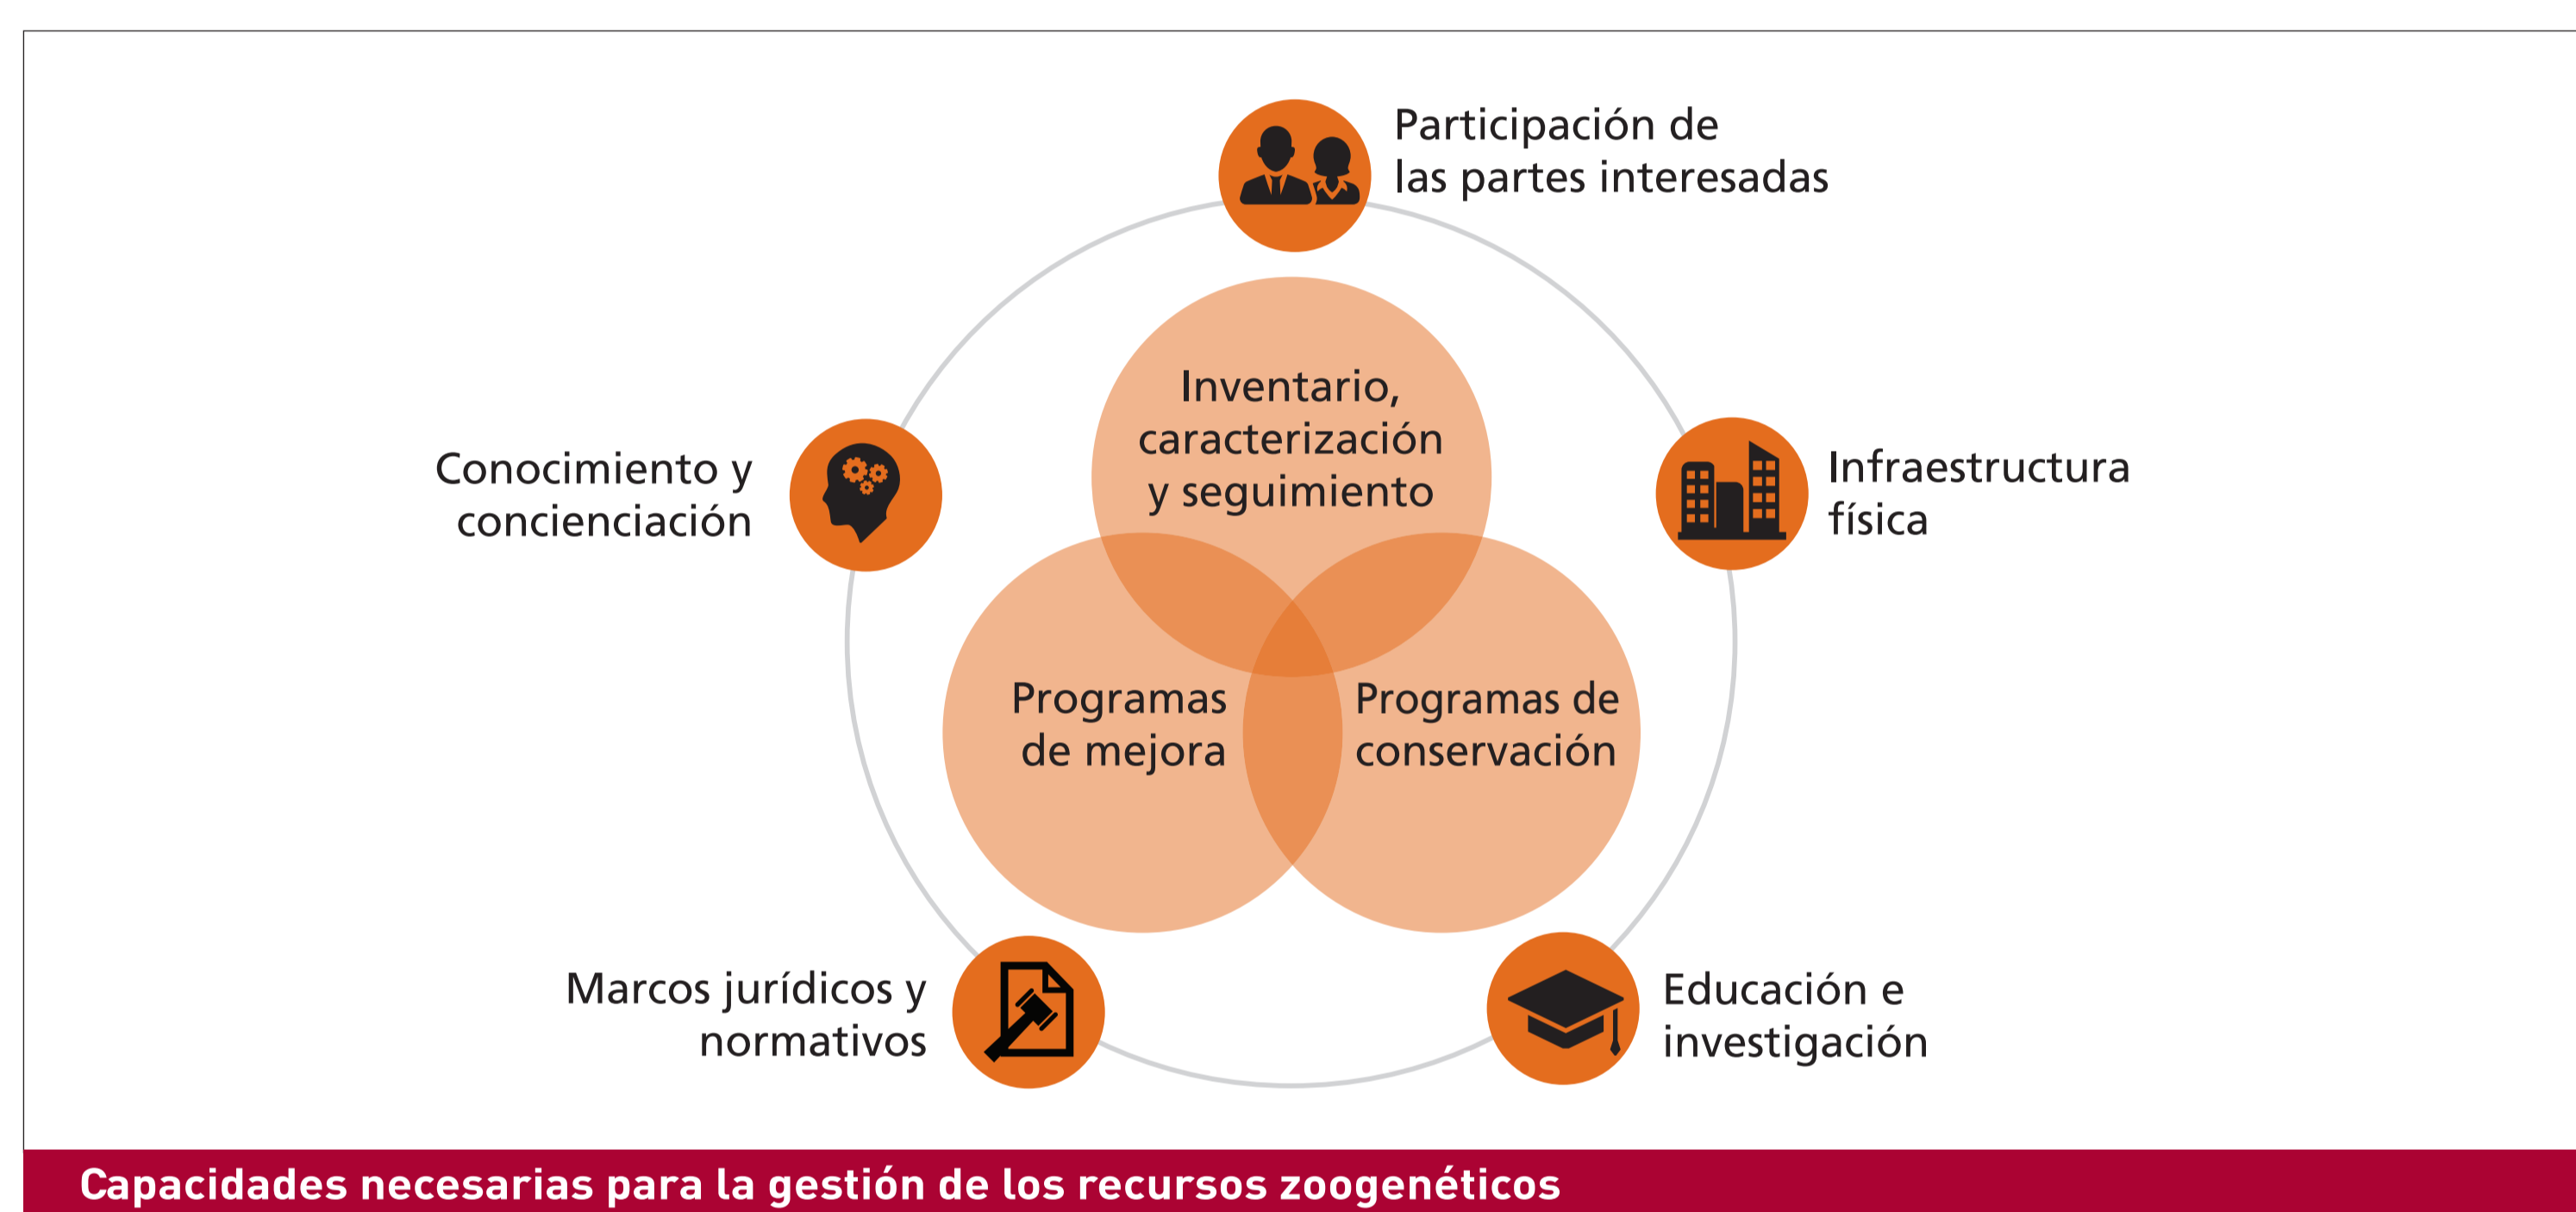 Participación de
las partes interesadas
Inventario,
caracterización
y seguimiento
Conocimiento y
concienciación
Infraestructura
física
Programas
de mejora
Programas de
conservación
Marcos jurídicos y
normativos
Educación e
investigación
Capacidades necesarias para la gestión de los recursos zoogenéticos